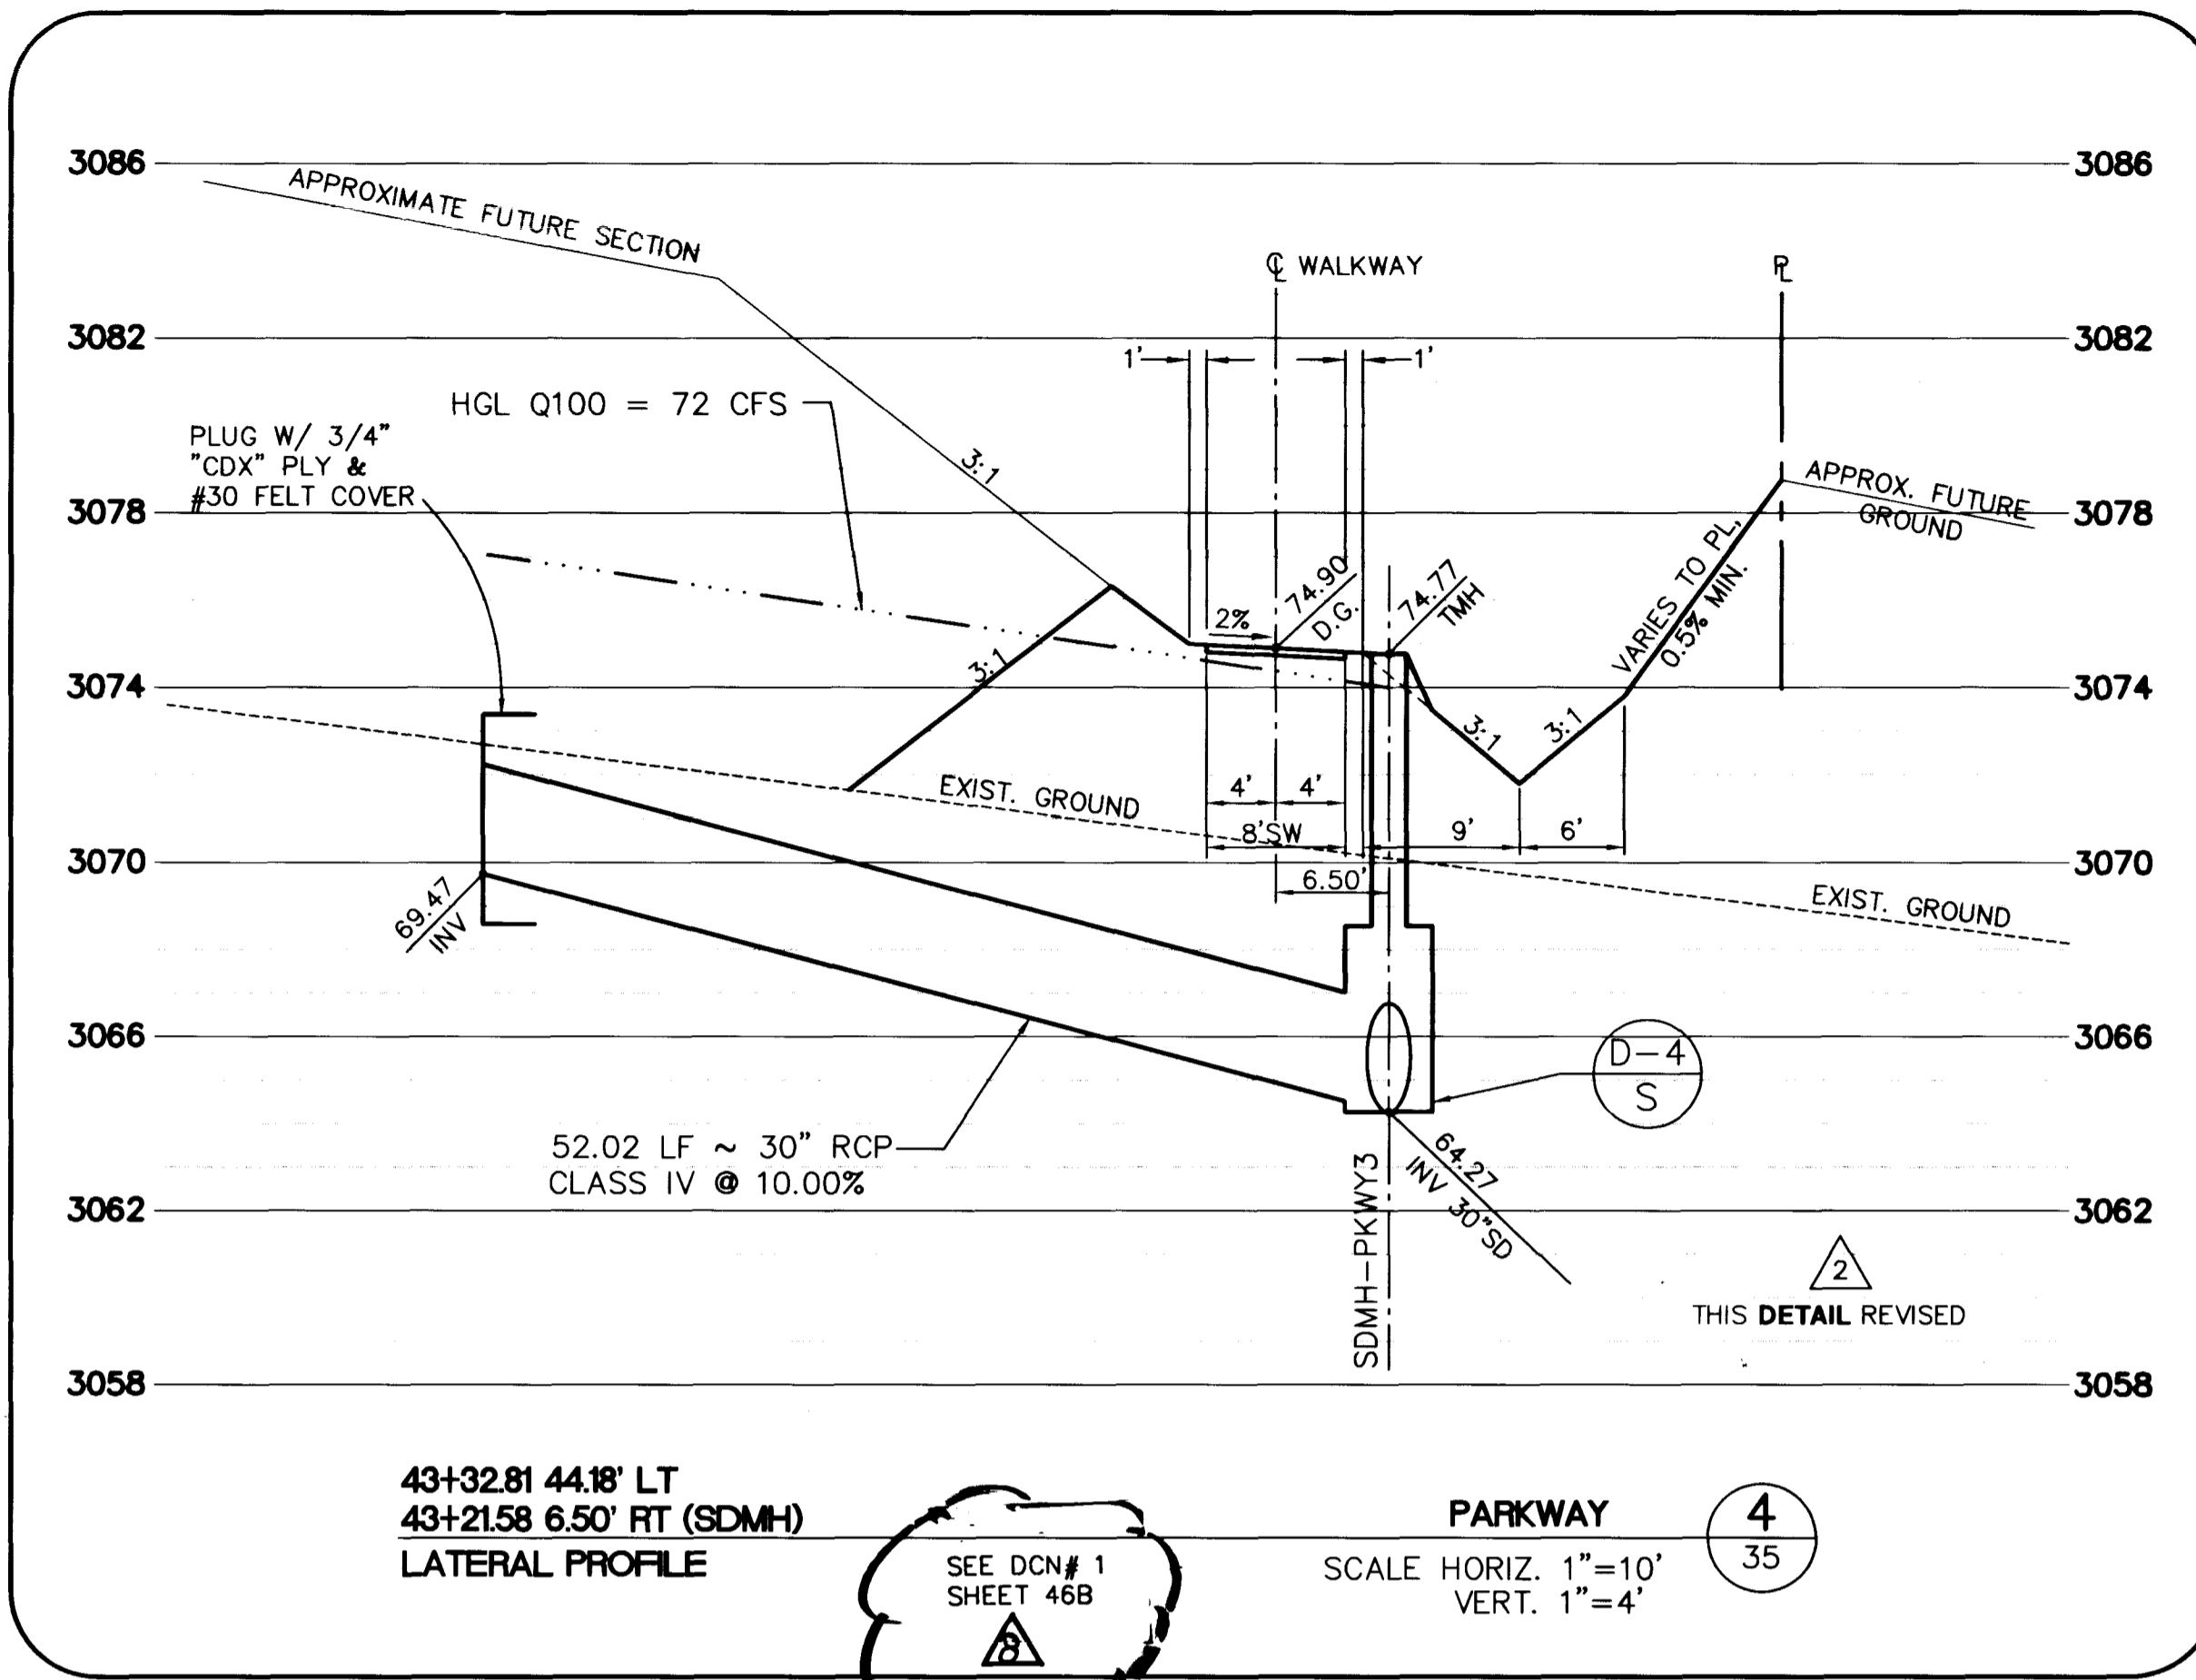 3086
3086
APPROXIMATE FUTURE SECTION
℄ WALKWAY
PL
3082
3082
1'
1'
HGL Q100 = 72 CFS
3:1
PLUG W/ 3/4"
"CDX" PLY &
#30 FELT COVER
APPROX. FUTURE
GROUND
3078
3078
VARIES TO PL,
0.5% MIN.
74.90
D.G.
74.77
TMH
2%
3:1
3074
3074
3:1
3:1
EXIST. GROUND
4'
4'
8'SW
9'
6'
3070
3070
6.50'
69.47
INV
EXIST. GROUND
3066
3066
D-4
S
52.02 LF ~ 30" RCP
CLASS IV @ 10.00%
64.27
INV 30"SD
SDMH-PKWY3
3062
3062
2
THIS DETAIL REVISED
3058
3058
43+32.81 44.18' LT
43+21.58 6.50' RT (SDMH)
LATERAL PROFILE
SEE DCN# 1
SHEET 46B
8
PARKWAY
4
35
SCALE HORIZ. 1"=10'
VERT. 1"=4'